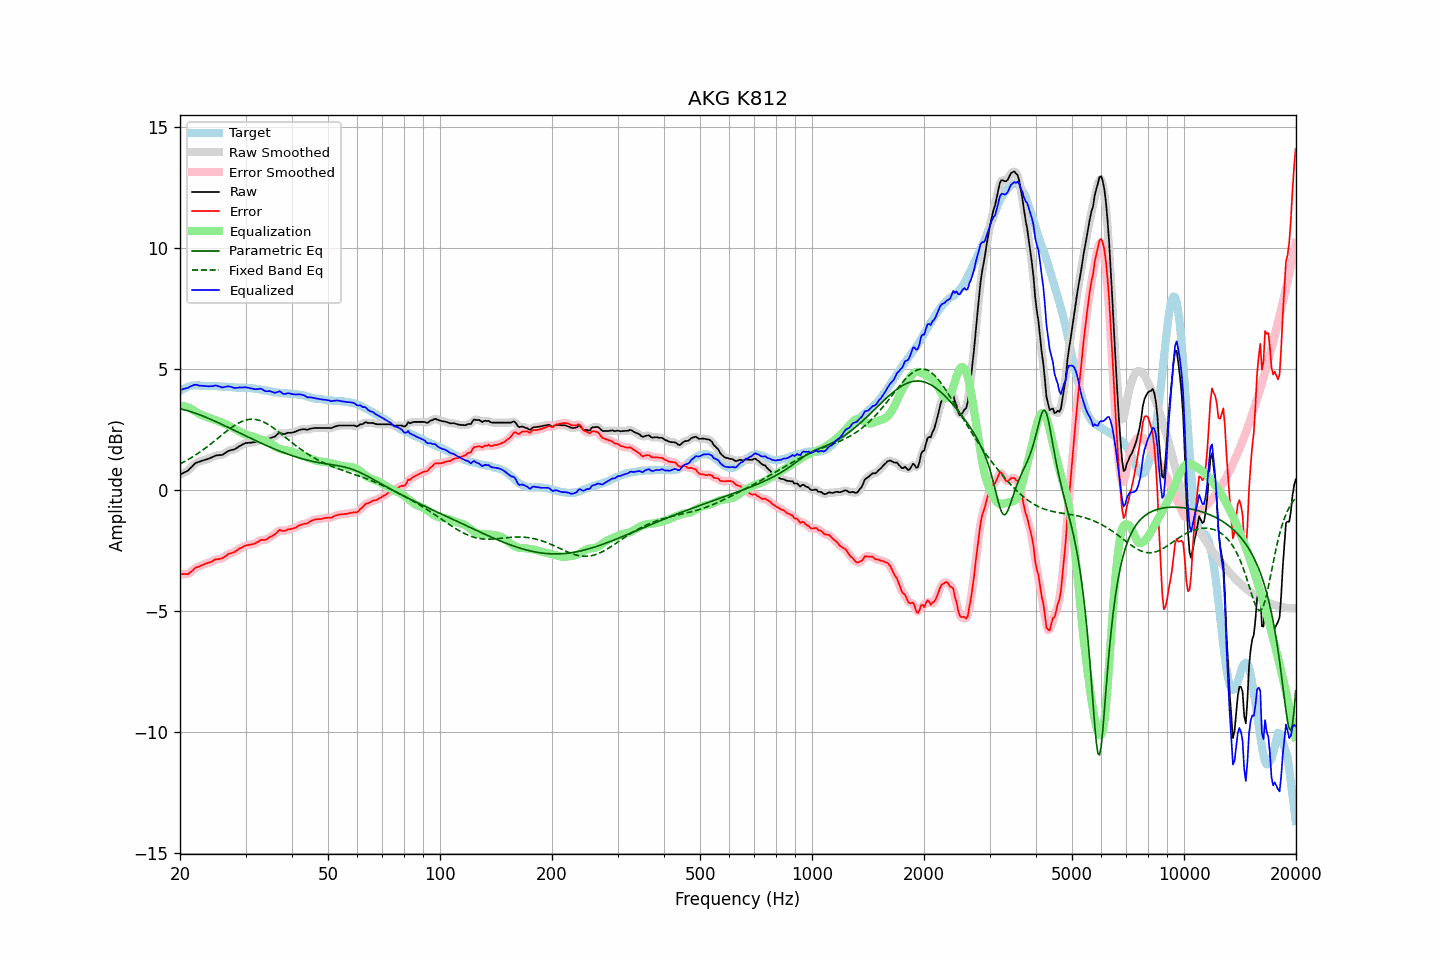 AKG K812
Amplitude (dBr)
15
10
5
0
−5
−10
−15
Target
Raw Smoothed
Error Smoothed
Raw
Error
Equalization
Parametric Eq
Fixed Band Eq
Equalized
20
50
100
200
500
1000
2000
5000
10000
20000
Frequency (Hz)